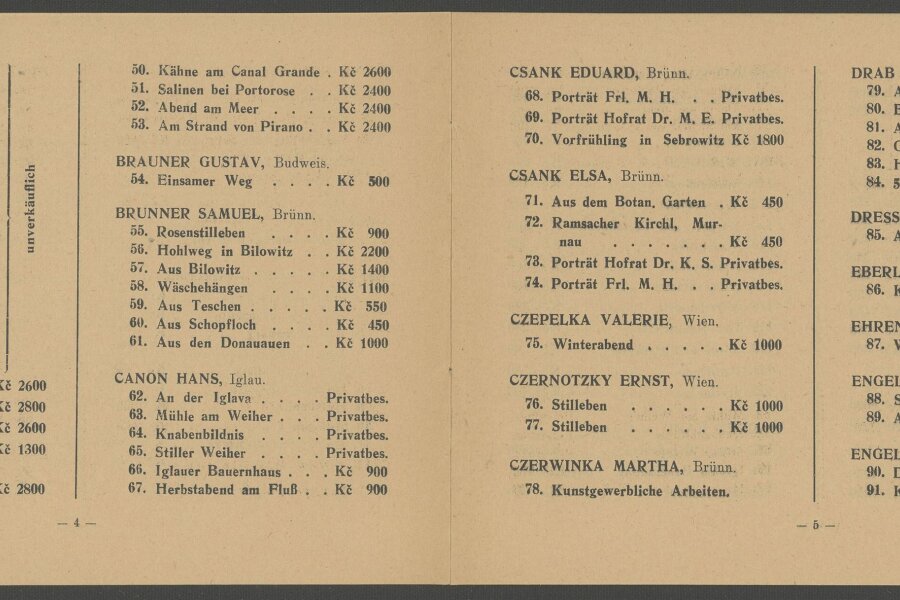 unverkäuflich
Kč 2600
Kč 2800
Kč 2600
Kč 1300
Kč 2800
50. Kähne am Canal Grande . Kč 2600
51. Salinen bei Portorose . . Kč 2400
52. Abend am Meer . . . . Kč 2400
53. Am Strand von Pirano . . Kč 2400
BRAUNER GUSTAV, Budweis.
54. Einsamer Weg . . . . Kč 500
BRUNNER SAMUEL, Brünn.
55. Rosenstilleben . . . . Kč 900
56. Hohlweg in Bilowitz . . Kč 2200
57. Aus Bilowitz . . . . . Kč 1400
58. Wäschehängen . . . . Kč 1100
59. Aus Teschen . . . . . Kč 550
60. Aus Schopfloch . . . . Kč 450
61. Aus den Donauauen . . Kč 1000
CANON HANS, Iglau.
62. An der Iglava . . . . Privatbes.
63. Mühle am Weiher . . . Privatbes.
64. Knabenbildnis . . . . Privatbes.
65. Stiller Weiher . . . . Privatbes.
66. Iglauer Bauernhaus . . . Kč 900
67. Herbstabend am Fluß . . Kč 900
— 4 —
CSANK EDUARD, Brünn.
68. Porträt Frl. M. H. . . Privatbes.
69. Porträt Hofrat Dr. M. E. Privatbes.
70. Vorfrühling in Sebrowitz Kč 1800
CSANK ELSA, Brünn.
71. Aus dem Botan. Garten . Kč 450
72. Ramsacher Kirchl, Mur-
nau . . . . . . . Kč 450
73. Porträt Hofrat Dr. K. S. Privatbes.
74. Porträt Frl. M. H. . . Privatbes.
CZEPELKA VALERIE, Wien.
75. Winterabend . . . . . Kč 1000
CZERNOTZKY ERNST, Wien.
76. Stilleben . . . . . . Kč 1000
77. Stilleben . . . . . . Kč 1000
CZERWINKA MARTHA, Brünn.
78. Kunstgewerbliche Arbeiten.
— 5 —
DRAB
79. A
80. E
81. A
82.
83. H
84.
DRESS
85. A
EBERL
86. K
EHREN
87. W
ENGEL
88. S
89. A
ENGEL
90. D
91. K